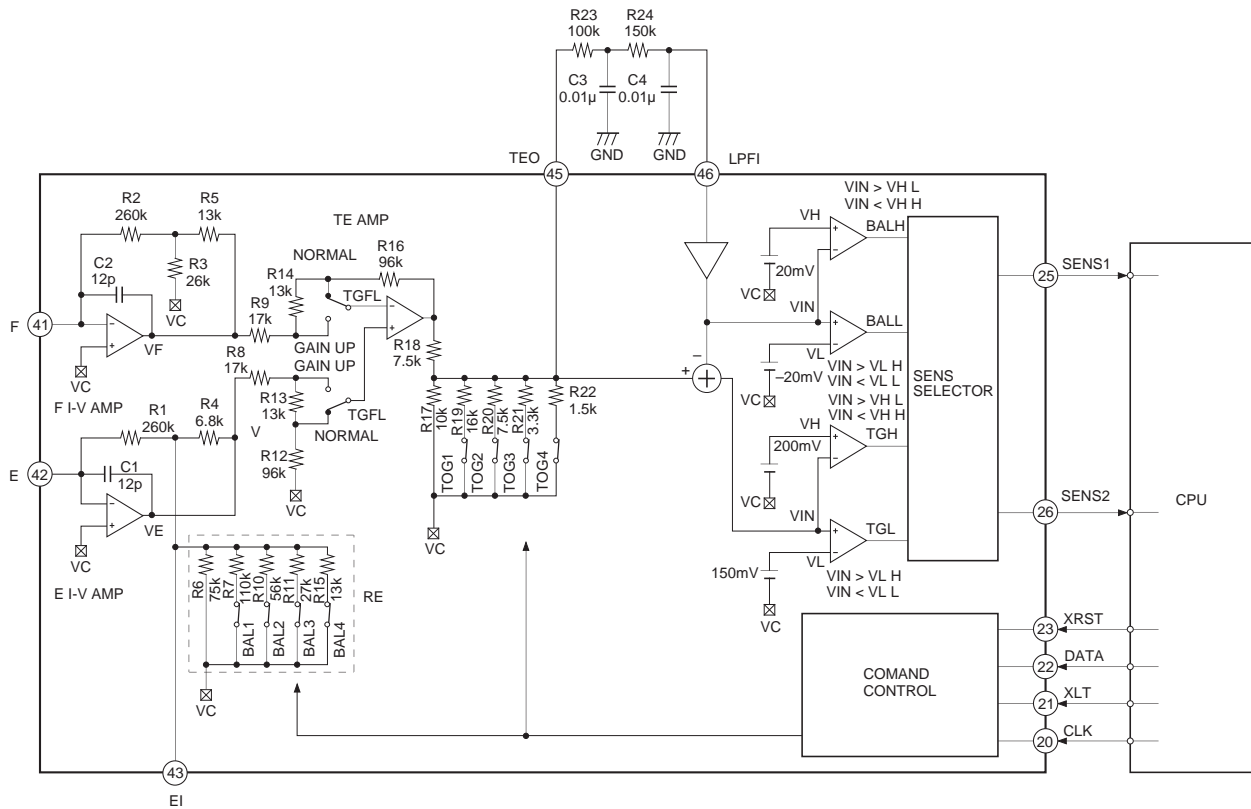 R23
100k
R24
150k
C3
0.01µ
C4
0.01µ
GND
GND
TEO
45
46
LPFI
R2
260k
R5
13k
C2
12p
R3
26k
VC
F
41
VC
VF
F I-V AMP
R9
17k
R14
13k
TE AMP
NORMAL
R16
96k
TGFL
GAIN UP
GAIN UP
R8
17k
R13
13k
TGFL
NORMAL
V
R12
96k
VC
R1
260k
R4
6.8k
E
42
C1
12p
VC
VE
E I-V AMP
R18
7.5k
R17
10k
R19
16k
R20
7.5k
R21
3.3k
R22
1.5k
TOG1
TOG2
TOG3
TOG4
VC
R6
75k
R7
110k
R10
56k
R11
27k
R15
13k
BAL1
BAL2
BAL3
BAL4
RE
VC
43
EI
VIN > VH L
VIN < VH H
VH
BALH
20mV
VC
VIN
BALL
VL
–20mV
VC
VIN > VL H
VIN < VL L
VIN > VH L
VIN < VH H
VH
TGH
200mV
VC
VIN
TGL
VL
150mV
VC
VIN > VL H
VIN < VL L
–
+
SENS
SELECTOR
25
SENS1
26
SENS2
CPU
COMAND
CONTROL
23
XRST
22
DATA
21
XLT
20
CLK